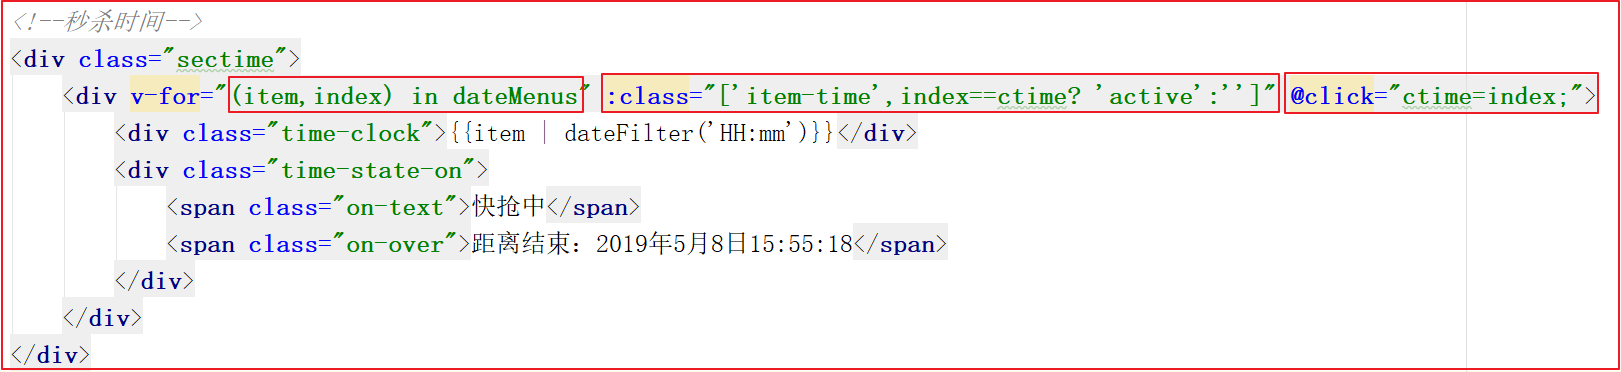 <!--秒杀时间-->
<div class="sectime">
<div v-for="(item,index) in dateMenus" :class="['item-time',index==ctime? 'active':'']" @click="ctime=index;">
<div class="time-clock">{{item | dateFilter('HH:mm')}}</div>
<div class="time-state-on">
<span class="on-text">快抢中</span>
<span class="on-over">距离结束：2019年5月8日15:55:18</span>
</div>
</div>
</div>